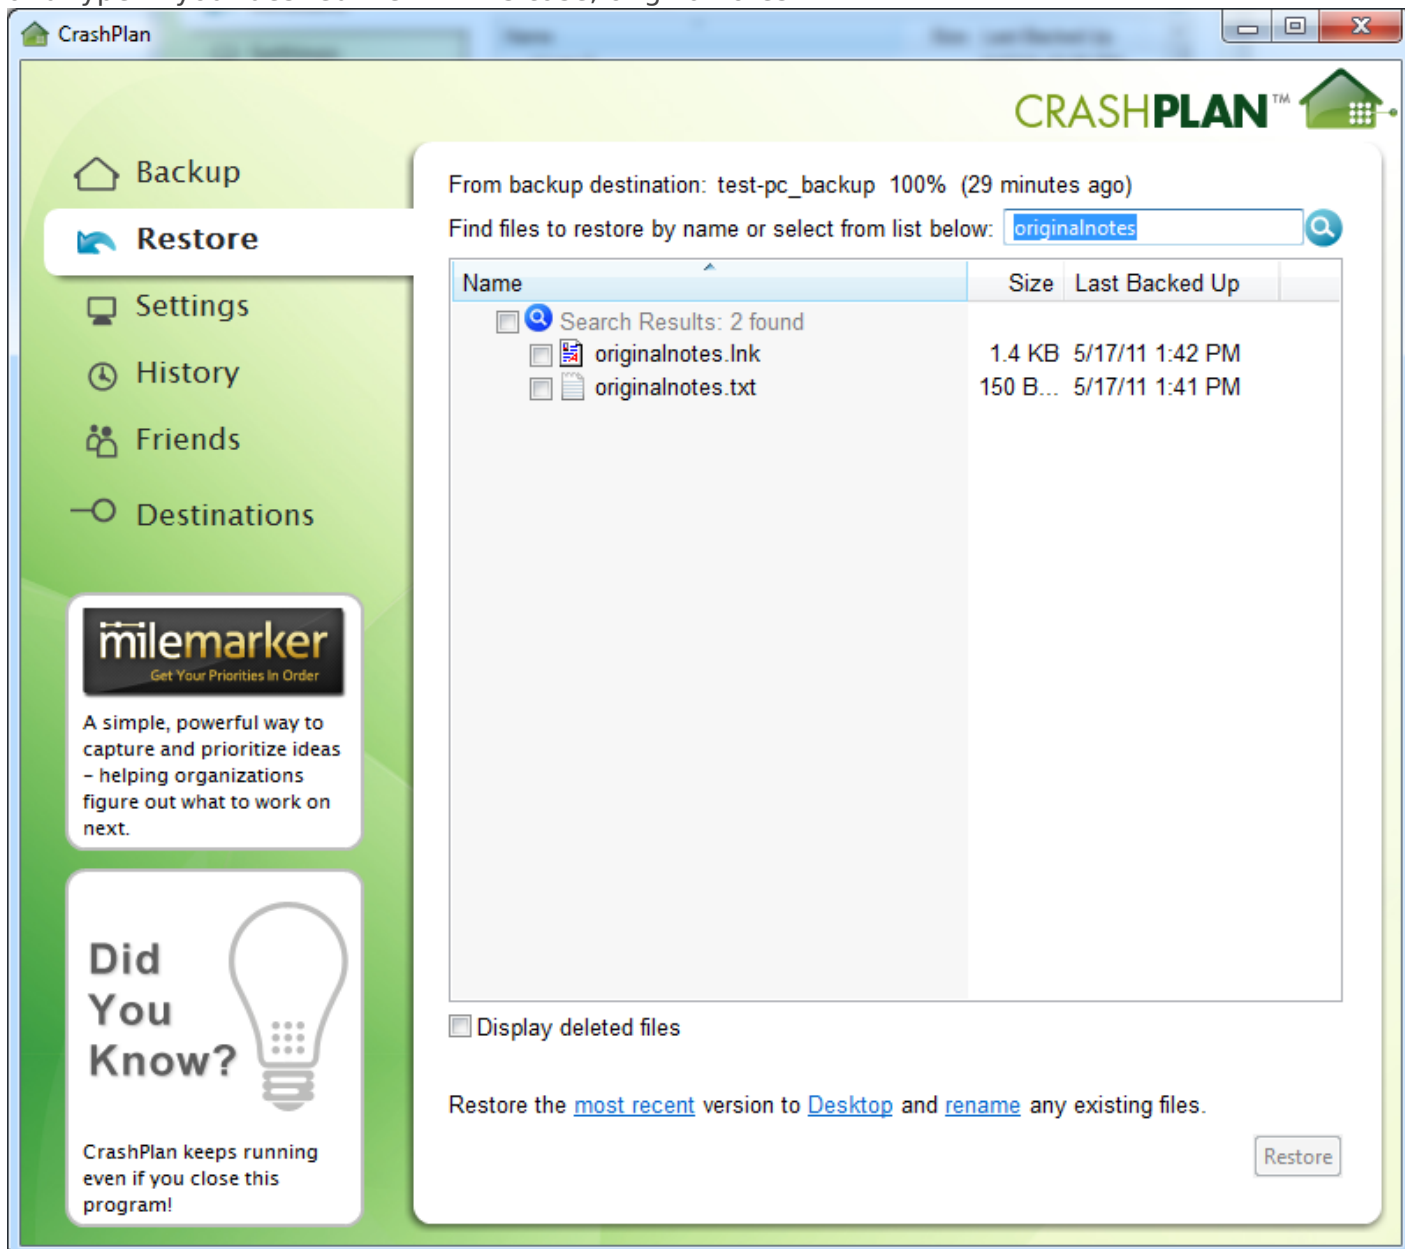 CrashPlan
CRASHPLAN™
Backup
Restore
Settings
History
Friends
Destinations
milemarker
Get Your Priorities In Order
A simple, powerful way to
capture and prioritize ideas
– helping organizations
figure out what to work on
next.
Did
You
Know?
CrashPlan keeps running
even if you close this
program!
From backup destination: test-pc_backup 100% (29 minutes ago)
Find files to restore by name or select from list below: originalnotes
Name Size Last Backed Up
Search Results: 2 found
originalnotes.lnk 1.4 KB 5/17/11 1:42 PM
originalnotes.txt 150 B... 5/17/11 1:41 PM
Display deleted files
Restore the most recent version to Desktop and rename any existing files.
Restore